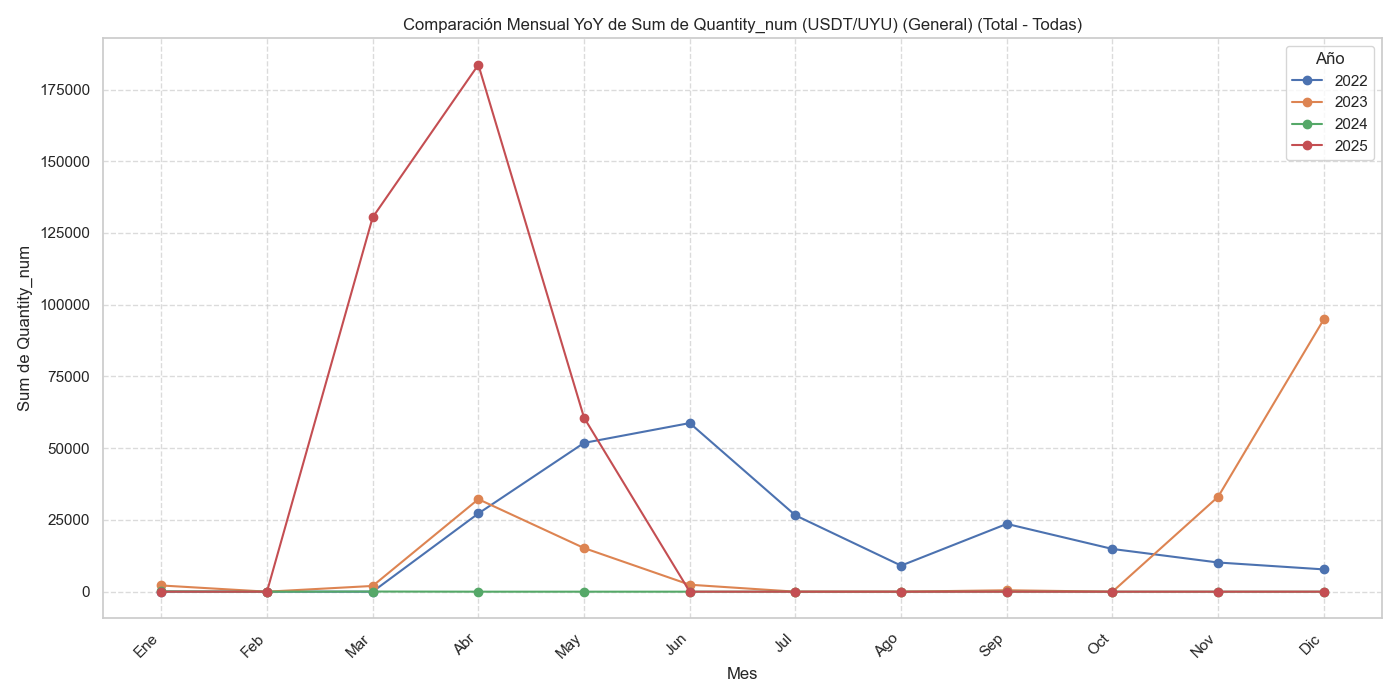 Comparación Mensual YoY de Sum de Quantity_num (USDT/UYU) (General) (Total - Todas)
Año
2022
2023
2024
2025
Sum de Quantity_num
175000
150000
125000
100000
75000
50000
25000
0
Ene
Feb
Mar
Abr
May
Jun
Jul
Ago
Sep
Oct
Nov
Dic
Mes